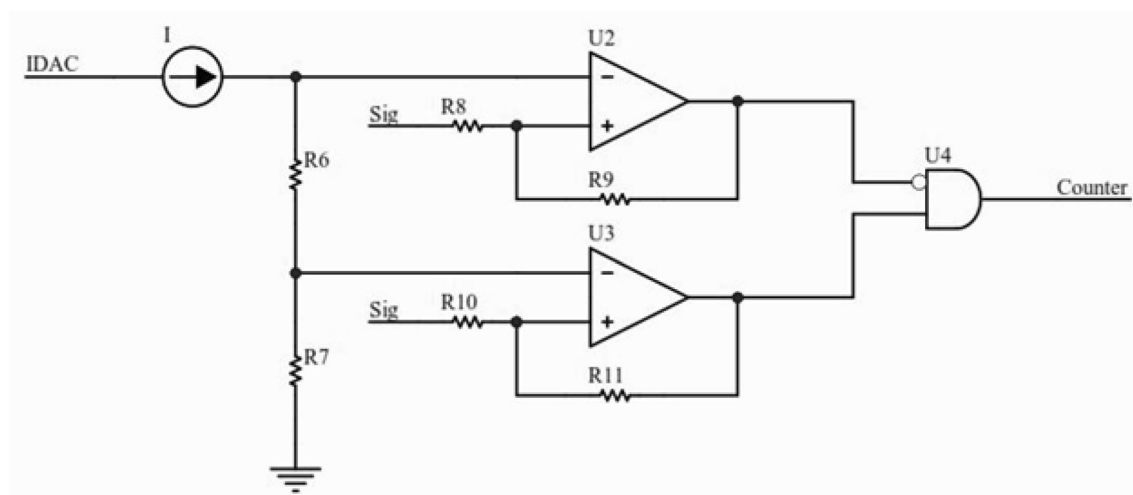 I
IDAC
U2
−
Sig
R8
+
R6
R9
U4
Counter
U3
−
Sig
R10
+
R7
R11